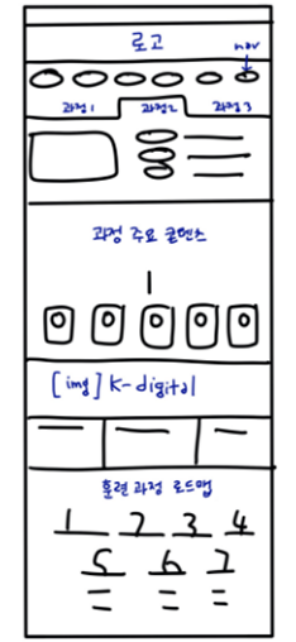 로고
nav
과정1 과정2 과정3
과정 주요 콘텐츠
[img] K-digital
훈련 과정 로드맵
1 2 3 4
5 6 7